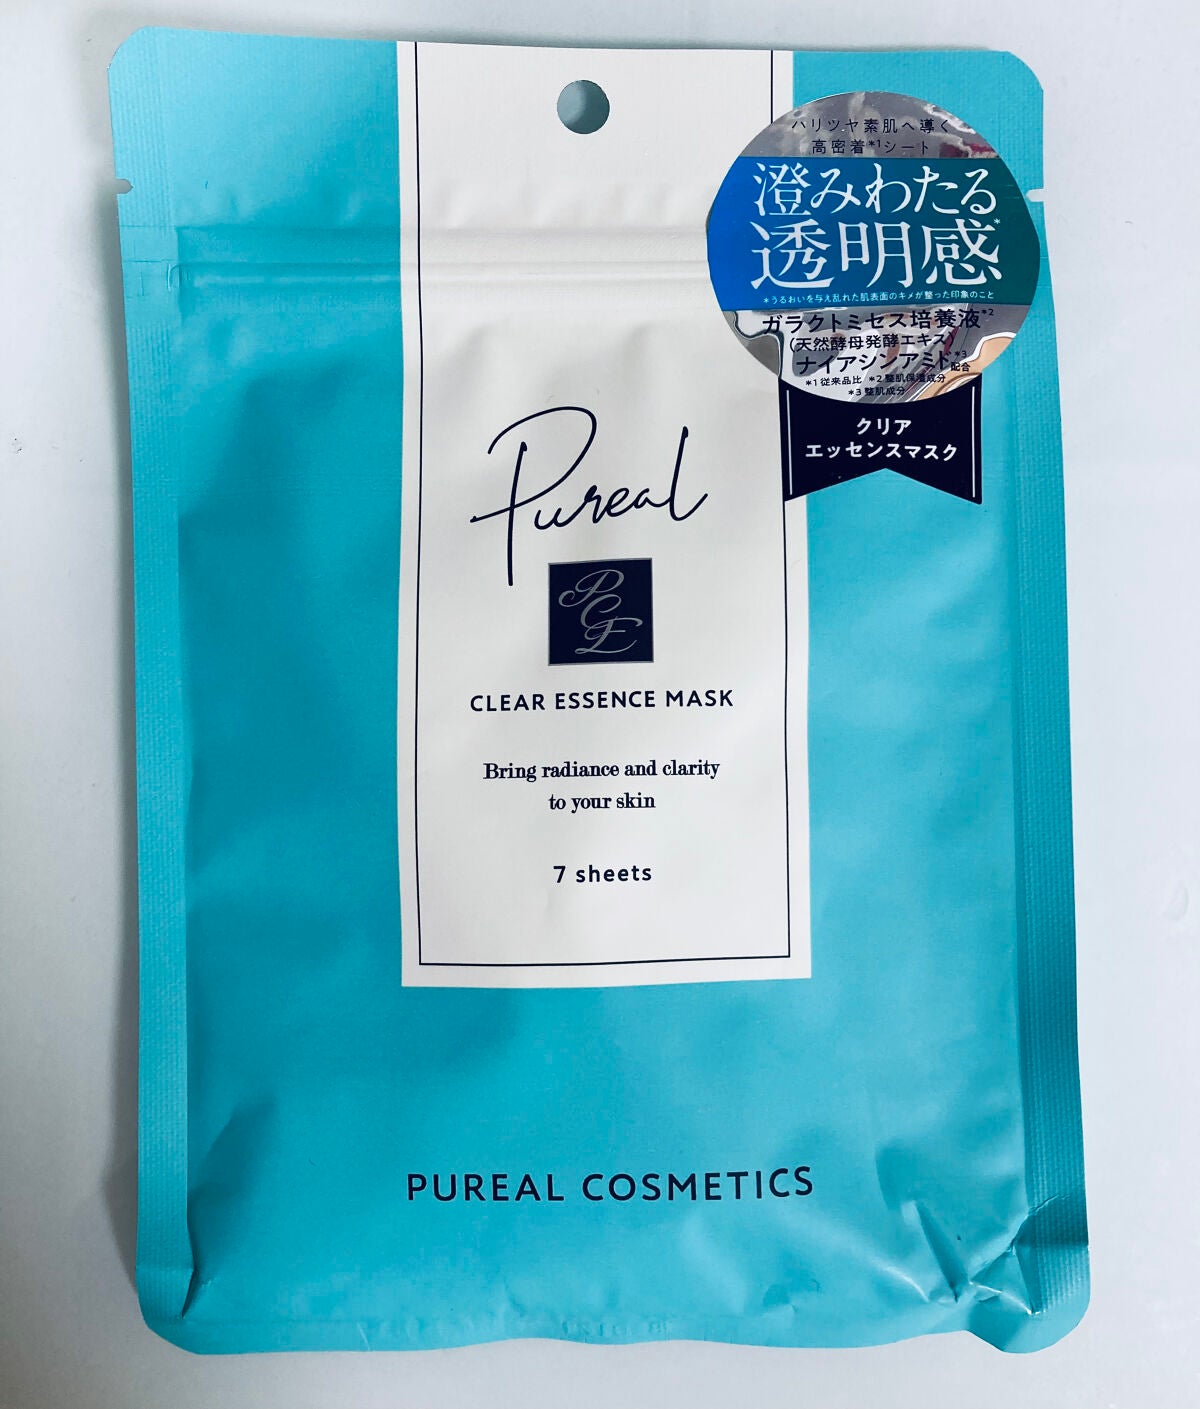 ハリツヤ素肌へ導く
高密着*1シート
澄みわたる
透明感*
*うるおいを与え乱れた肌表面のキメが整った印象のこと
ガラクトミセス培養液*2
(天然酵母発酵エキス)
ナイアシンアミド*3配合
*1従来品比 *2整肌保湿成分
*3整肌成分
クリア
エッセンスマスク
Pureal
PCE
CLEAR ESSENCE MASK
Bring radiance and clarity
to your skin
7 sheets
PUREAL COSMETICS